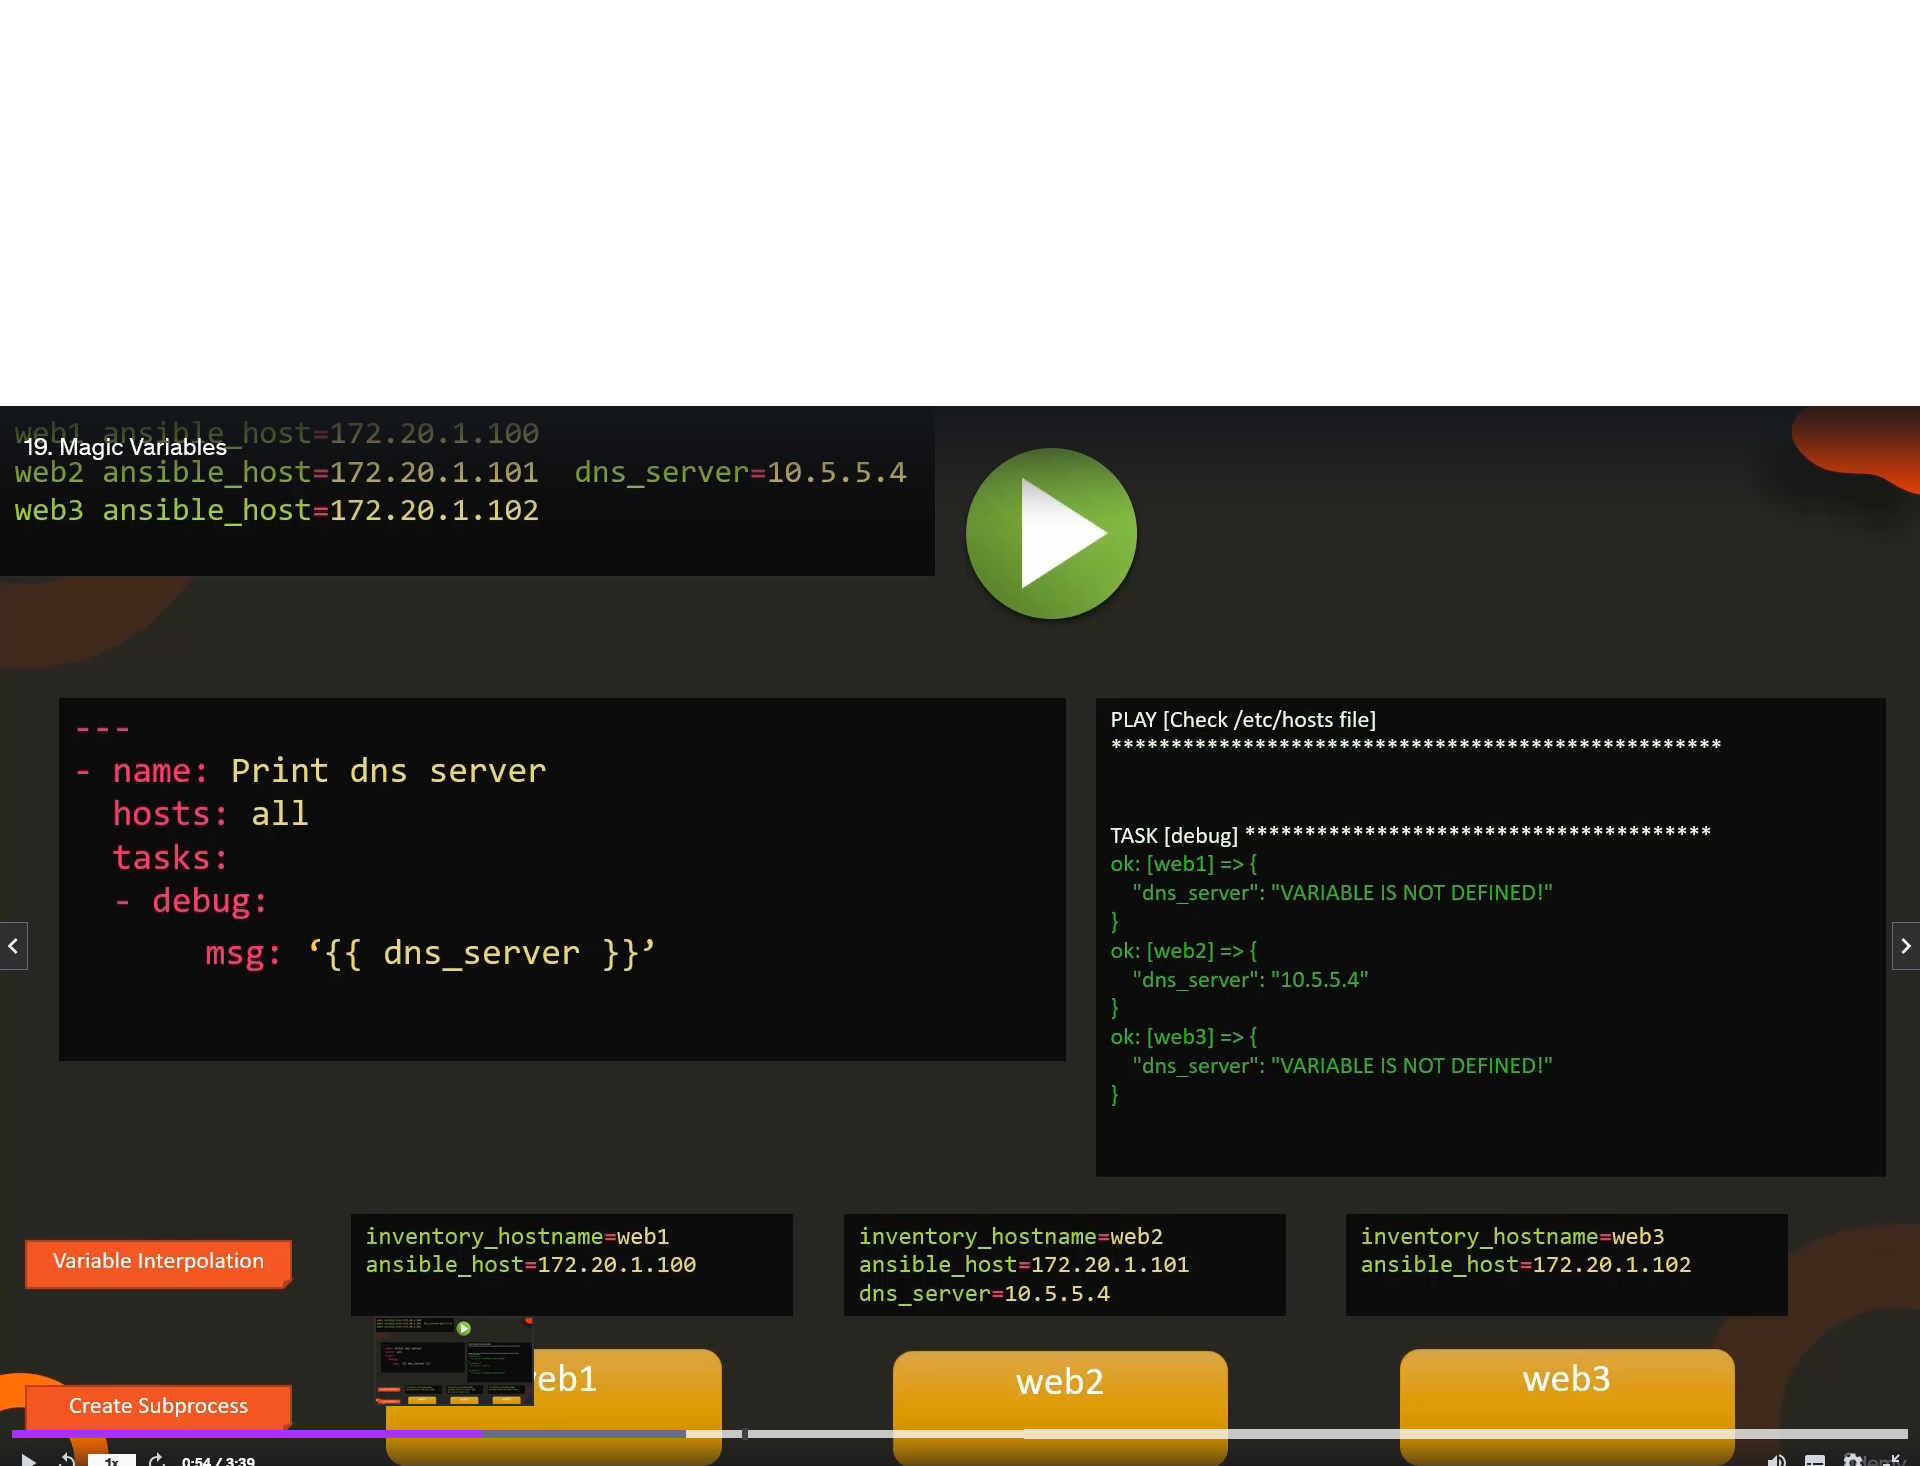 web1 ansible_host=172.20.1.100
19. Magic Variables
web2 ansible_host=172.20.1.101  dns_server=10.5.5.4
web3 ansible_host=172.20.1.102
---
- name: Print dns server
  hosts: all
  tasks:
  - debug:
      msg: ‘{{ dns_server }}’
PLAY [Check /etc/hosts file]
***************************************************
TASK [debug] ***************************************
ok: [web1] => {
"dns_server": "VARIABLE IS NOT DEFINED!"
}
ok: [web2] => {
"dns_server": "10.5.5.4"
}
ok: [web3] => {
"dns_server": "VARIABLE IS NOT DEFINED!"
}
Variable Interpolation
inventory_hostname=web1
ansible_host=172.20.1.100
inventory_hostname=web2
ansible_host=172.20.1.101
dns_server=10.5.5.4
inventory_hostname=web3
ansible_host=172.20.1.102
Create Subprocess
eb1
web2
web3
1x
0:54 / 3:39